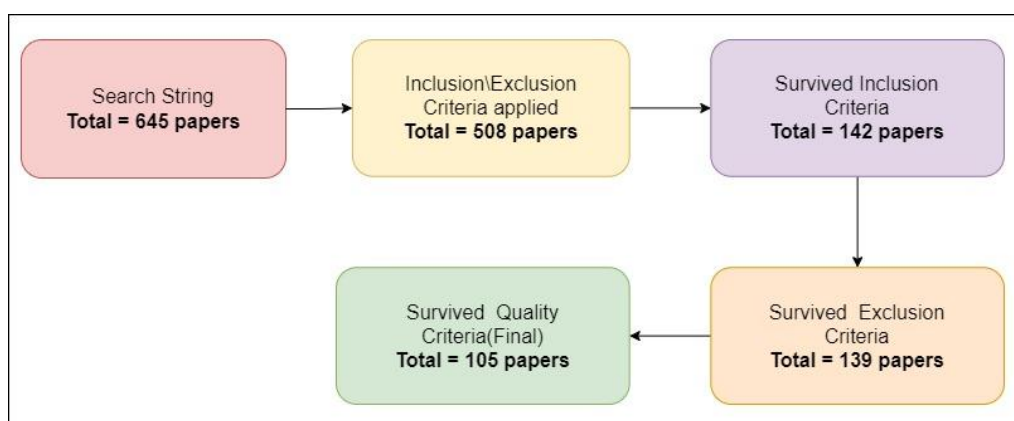 Search String
Total = 645 papers
Inclusion\Exclusion
Criteria applied
Total = 508 papers
Survived Inclusion
Criteria
Total = 142 papers
Survived Exclusion
Criteria
Total = 139 papers
Survived Quality
Criteria(Final)
Total = 105 papers